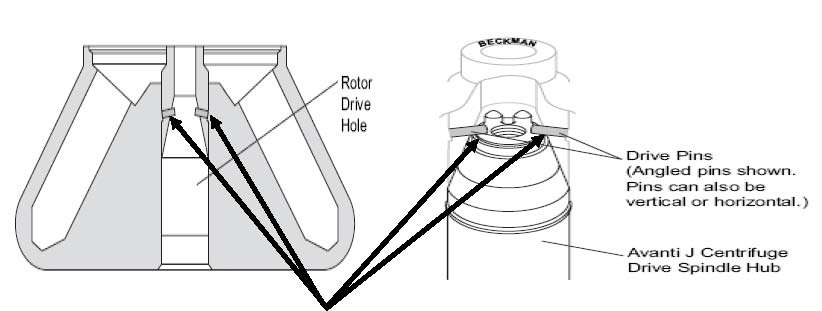 BECKMAN
Rotor
Drive
Hole
Drive Pins
(Angled pins shown.
Pins can also be
vertical or horizontal.)
Avanti J Centrifuge
Drive Spindle Hub